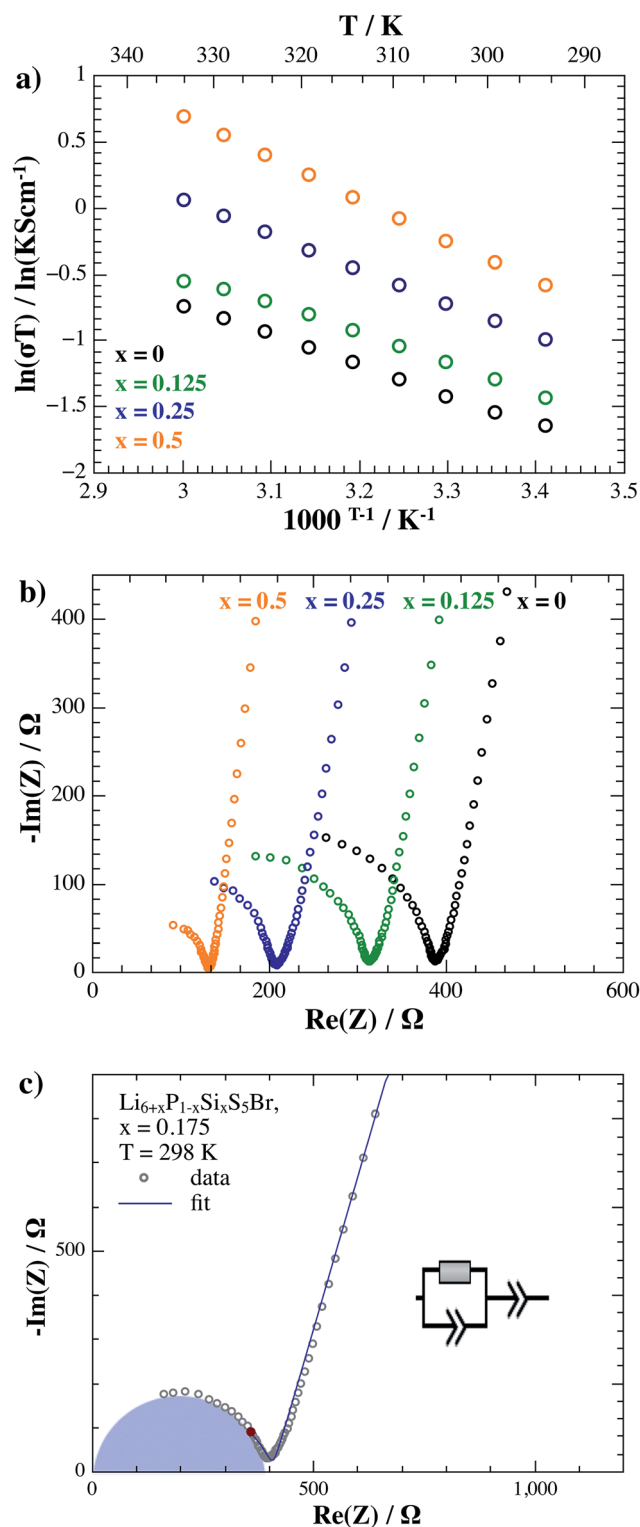 T / K
340 330 320 310 300 290
a)
1
0.5
0
−0.5
−1
−1.5
−2
ln(σT) / ln(KScm⁻¹)
x = 0
x = 0.125
x = 0.25
x = 0.5
2.9 3 3.1 3.2 3.3 3.4 3.5
1000 ᵀ⁻¹ / K⁻¹
b)
x = 0.5 x = 0.25 x = 0.125 x = 0
400
300
200
100
0
-Im(Z) / Ω
0 200 400 600
Re(Z) / Ω
c)
Li₆₊ₓP₁₋ₓSiₓS₅Br,
x = 0.175
T = 298 K
data
fit
500
0
-Im(Z) / Ω
0 500 1,000
Re(Z) / Ω